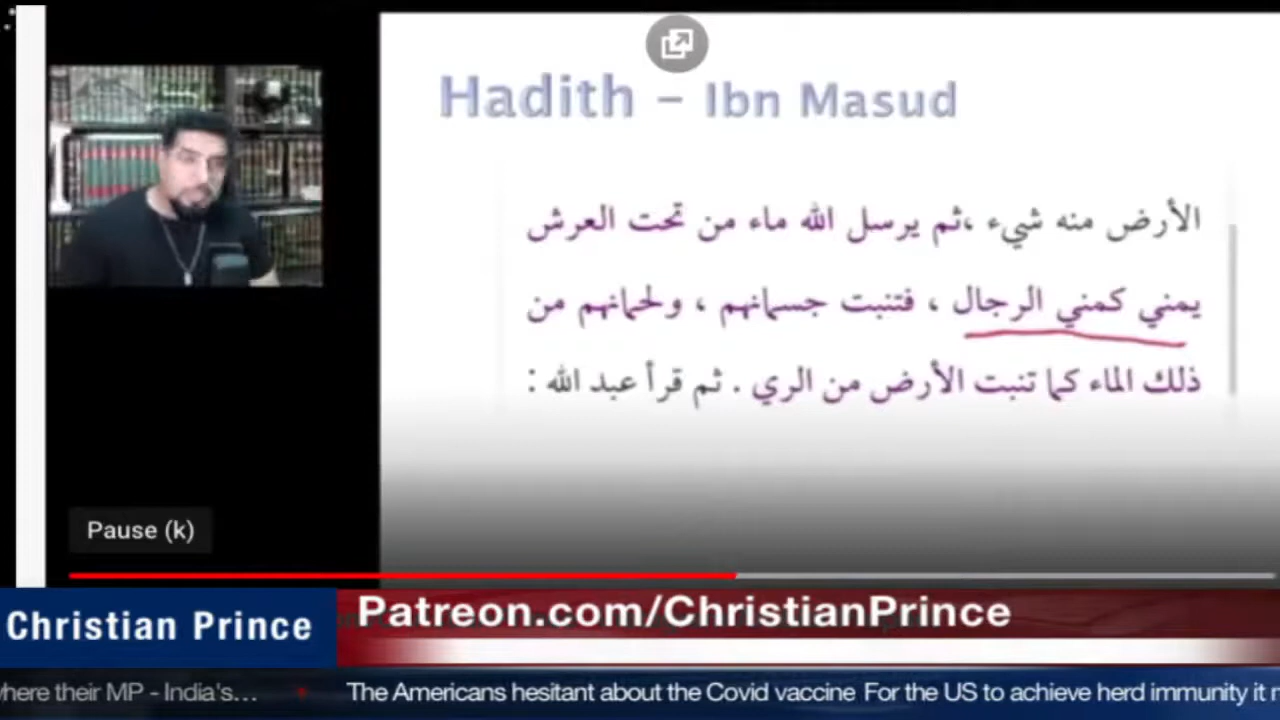 Hadith – Ibn Masud
الأرض منه شيء ،ثم يرسل الله ماء من تحت العرش
يمني كمني الرجال ، فتنبت جسمانهم ، ولحمانهم من
ذلك الماء كما تنبت الأرض من الري . ثم قرأ عبد الله :
Pause (k)
Christian Prince
Patreon.com/ChristianPrince
where their MP - India's... • The Americans hesitant about the Covid vaccine For the US to achieve herd immunity it